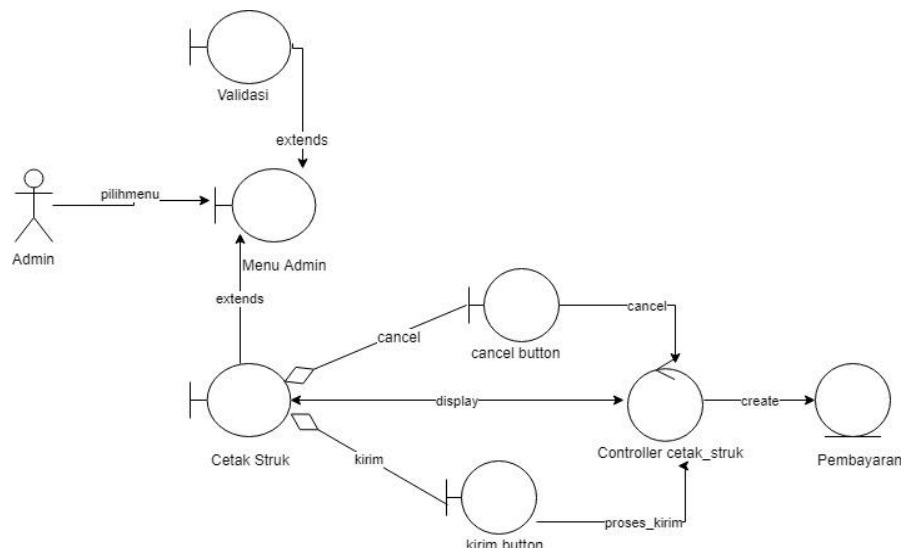 Validasi
extends
pilihmenu
Admin
Menu Admin
extends
cancel
cancel
cancel button
display
create
Cetak Struk
Controller cetak_struk
Pembayaran
kirim
proses_kirim
kirim button